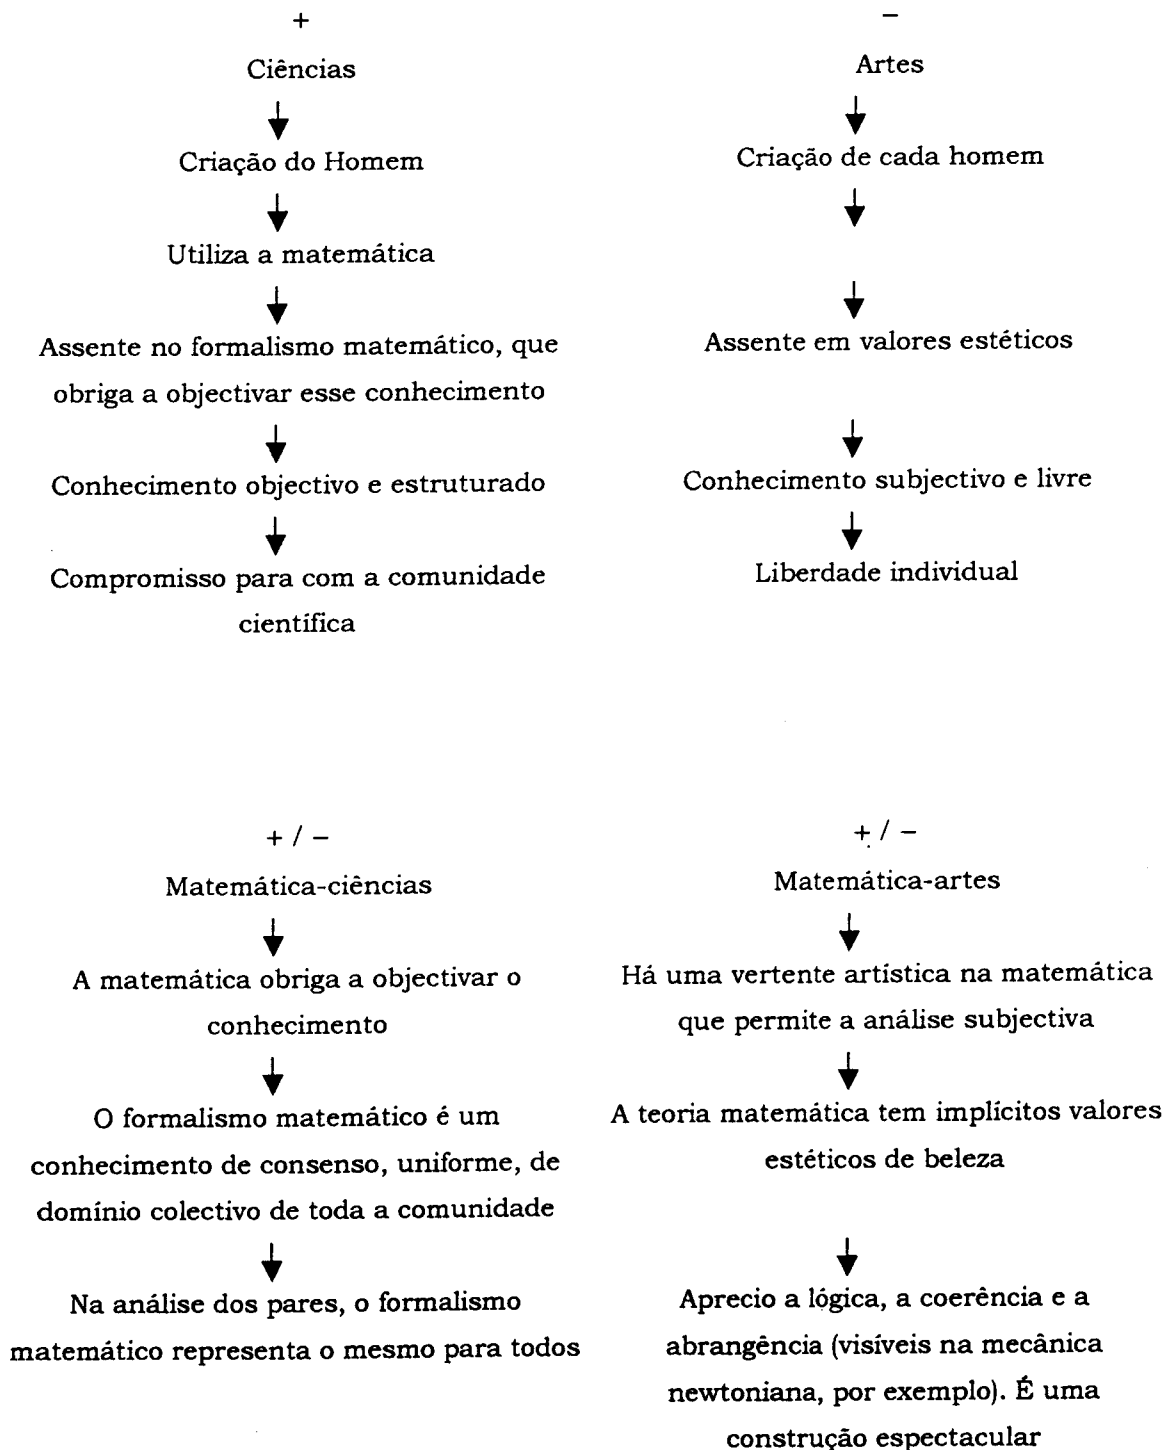 +
Ciências
Criação do Homem
Utiliza a matemática
Assente no formalismo matemático, que
obriga a objectivar esse conhecimento
Conhecimento objectivo e estruturado
Compromisso para com a comunidade
científica
–
Artes
Criação de cada homem
Assente em valores estéticos
Conhecimento subjectivo e livre
Liberdade individual
+ / –
Matemática-ciências
A matemática obriga a objectivar o
conhecimento
O formalismo matemático é um
conhecimento de consenso, uniforme, de
domínio colectivo de toda a comunidade
Na análise dos pares, o formalismo
matemático representa o mesmo para todos
+ / –
Matemática-artes
Há uma vertente artística na matemática
que permite a análise subjectiva
A teoria matemática tem implícitos valores
estéticos de beleza
Aprecio a lógica, a coerência e a
abrangência (visíveis na mecânica
newtoniana, por exemplo). É uma
construção espectacular